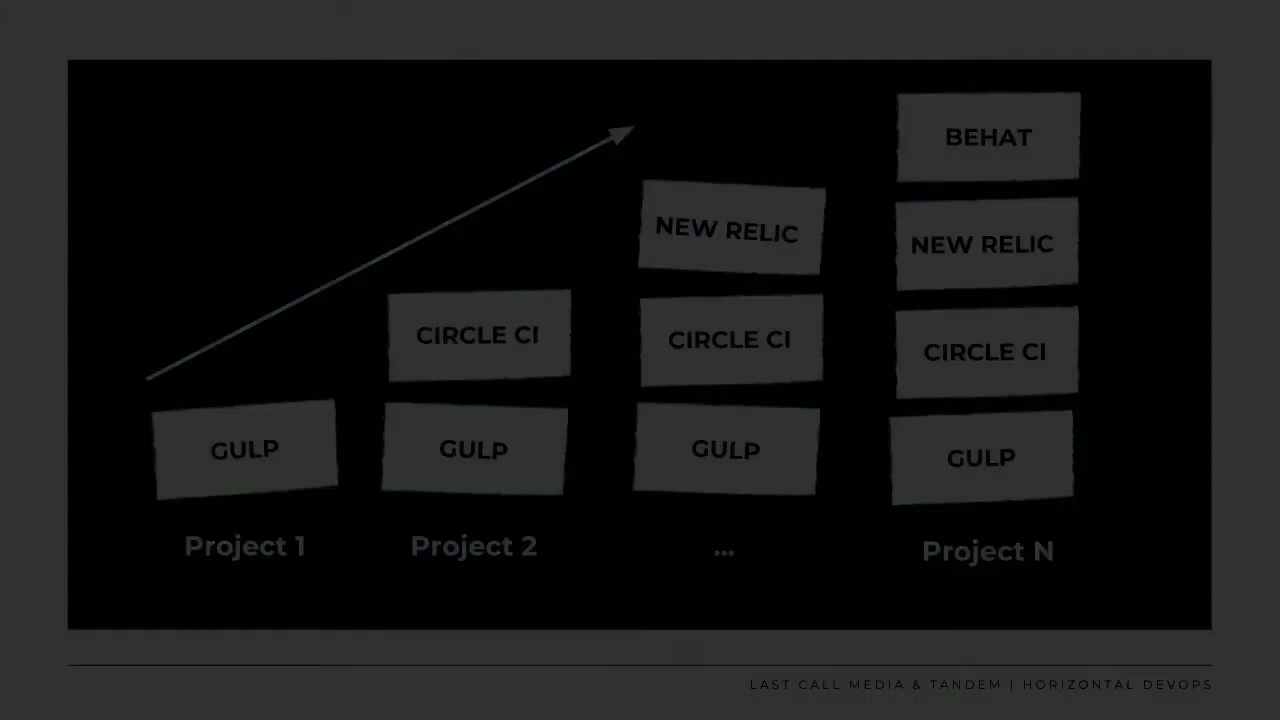 BEHAT
NEW RELIC
NEW RELIC
CIRCLE CI
CIRCLE CI
CIRCLE CI
GULP
GULP
GULP
GULP
Project 1
Project 2
...
Project N
LAST CALL MEDIA & TANDEM | HORIZONTAL DEVOPS